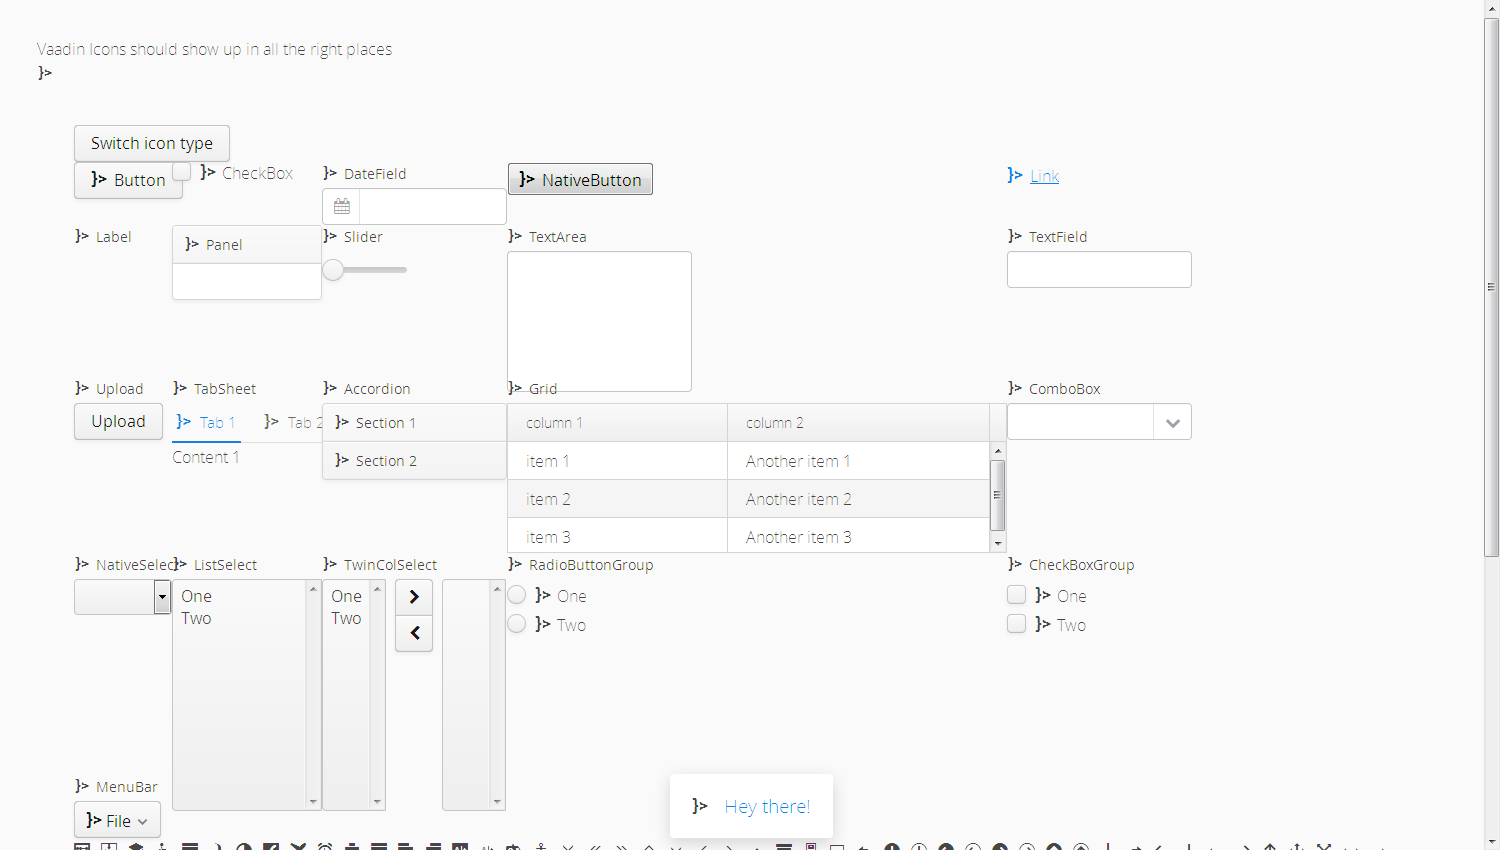 Vaadin Icons should show up in all the right places
}>
Switch icon type
}> Button
}> CheckBox
}> DateField
}> NativeButton
}> Link
}> Label
}> Panel
}> Slider
}> TextArea
}> TextField
}> Upload
Upload
}> TabSheet
}> Tab 1 }> Tab 2
Content 1
}> Accordion
}> Section 1
}> Section 2
}> Grid
column 1 column 2
item 1 Another item 1
item 2 Another item 2
item 3 Another item 3
}> ComboBox
}> NativeSelect
}> ListSelect
One
Two
}> TwinColSelect
One
Two
}> RadioButtonGroup
}> One
}> Two
}> CheckBoxGroup
}> One
}> Two
}> MenuBar
}> File
}> Hey there!